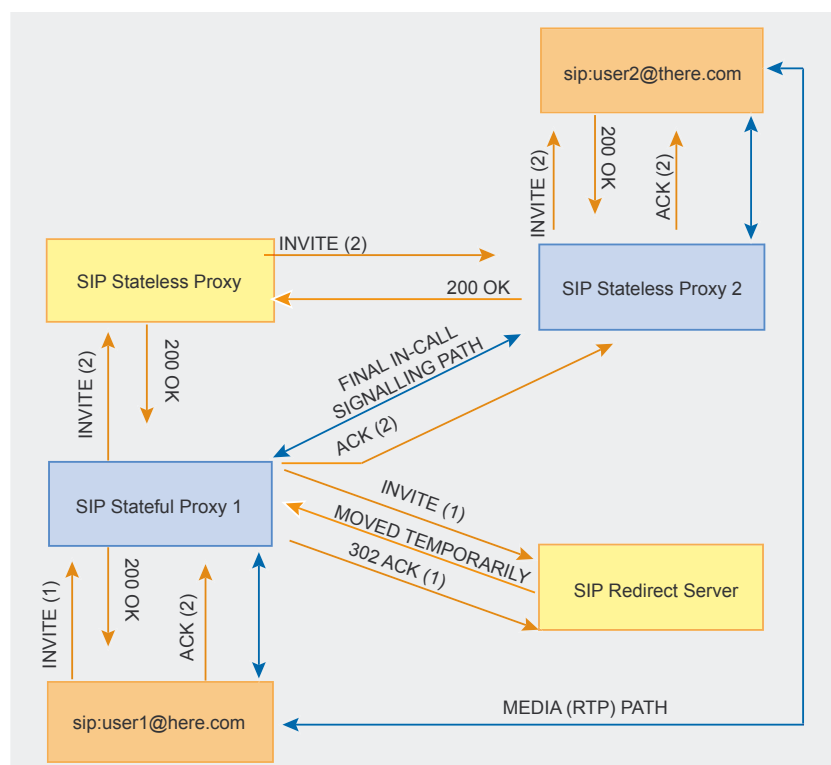 sip:user2@there.com
INVITE (2)
200 OK
ACK (2)
INVITE (2)
SIP Stateless Proxy
200 OK
SIP Stateless Proxy 2
INVITE (2)
200 OK
FINAL IN-CALL
SIGNALLING PATH
ACK (2)
SIP Stateful Proxy 1
INVITE (1)
MOVED TEMPORARILY
302 ACK (1)
SIP Redirect Server
INVITE (1)
200 OK
ACK (2)
sip:user1@here.com
MEDIA (RTP) PATH